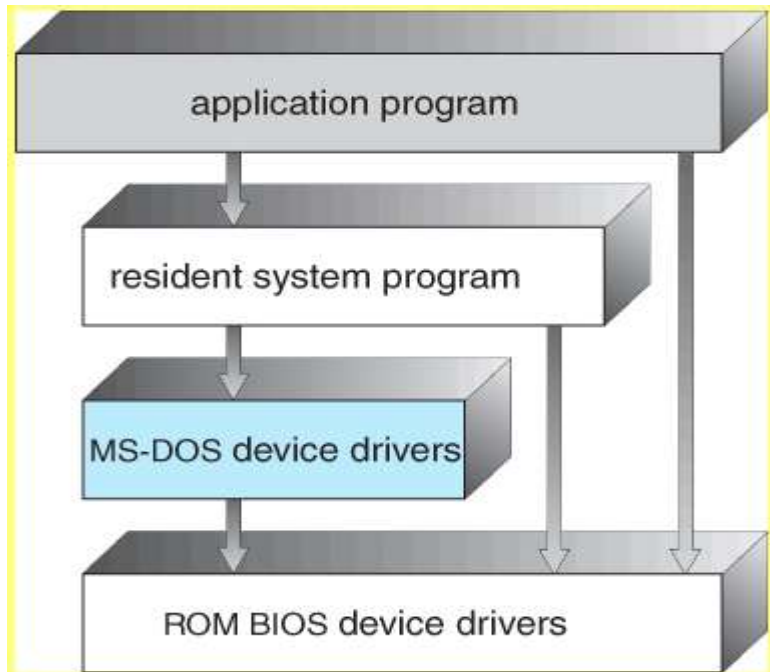 application program
resident system program
MS-DOS device drivers
ROM BIOS device drivers